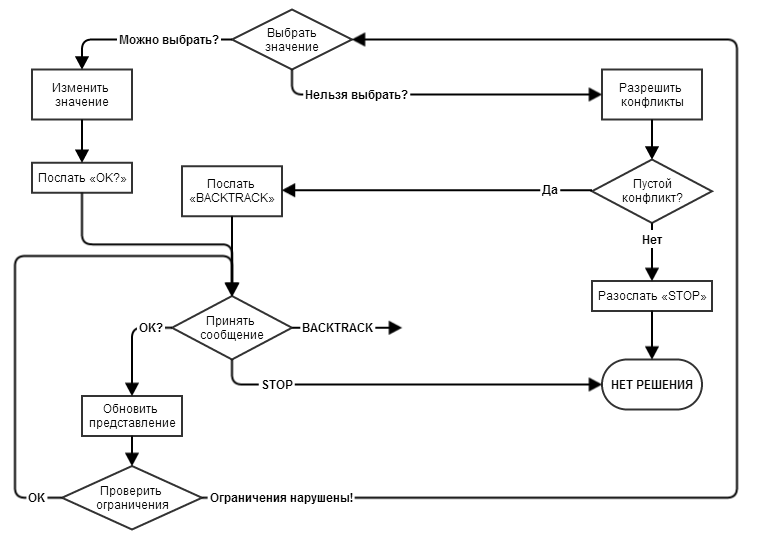 Выбрать
значение
Можно выбрать?
Нельзя выбрать?
Изменить
значение
Разрешить
конфликты
Послать «OK?»
Послать
«BACKTRACK»
Да
Пустой
конфликт?
Нет
Разослать «STOP»
Принять
сообщение
OK?
BACKTRACK
STOP
НЕТ РЕШЕНИЯ
Обновить
представление
Проверить
ограничения
OK
Ограничения нарушены!